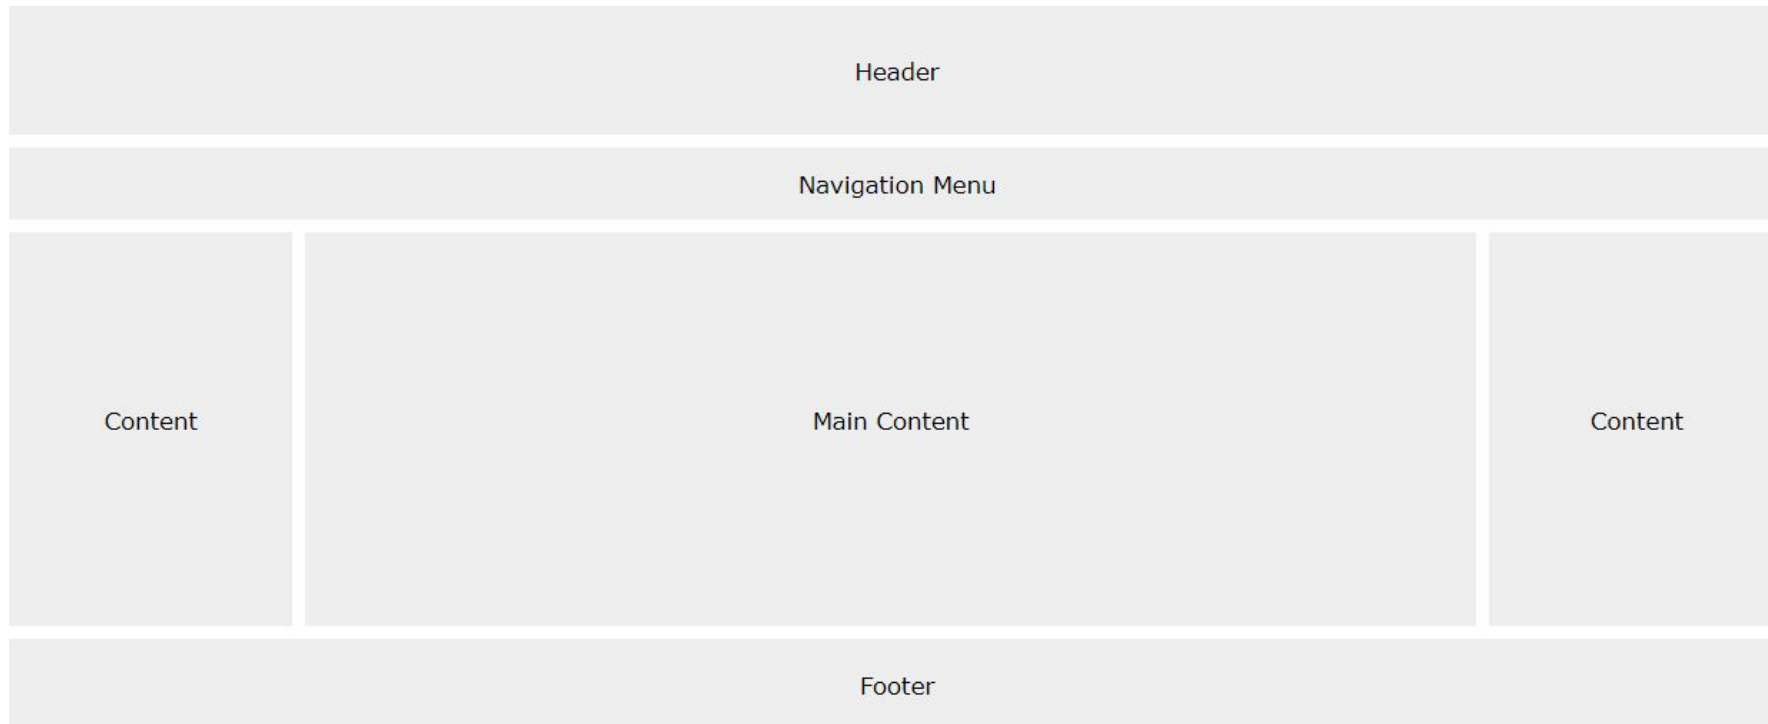 Header
Navigation Menu
Content
Main Content
Content
Footer